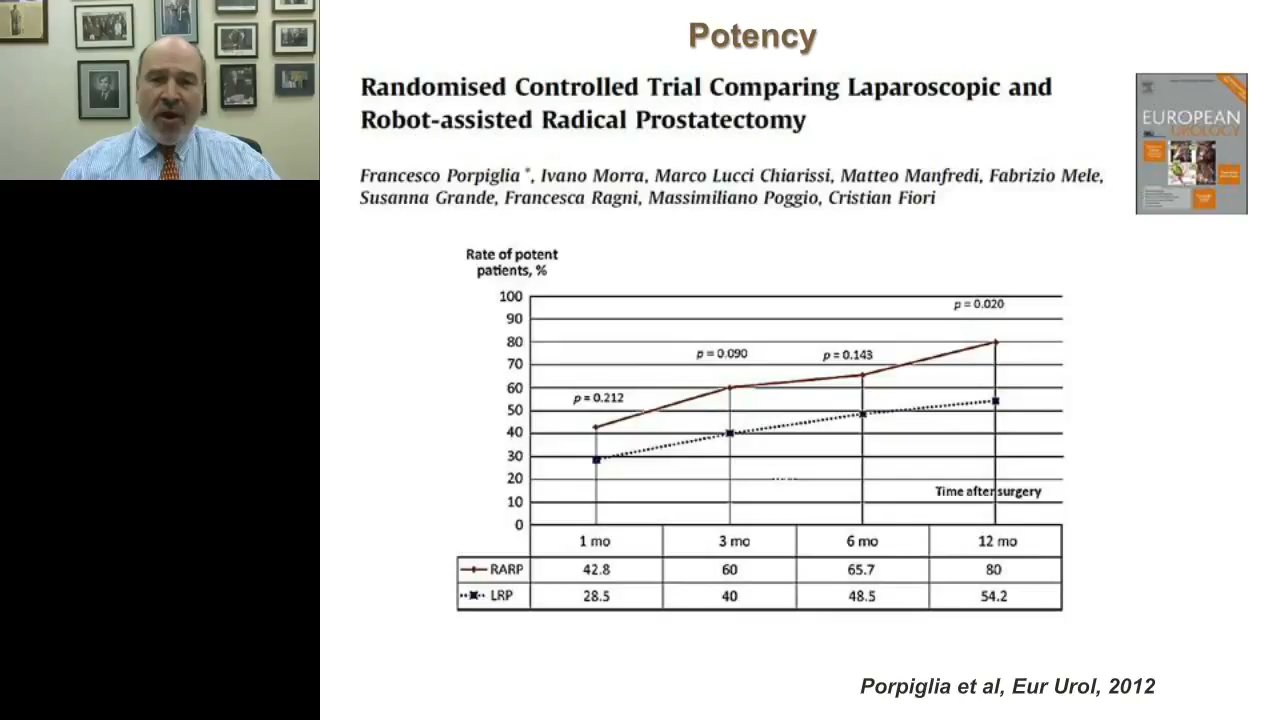 Potency
Randomised Controlled Trial Comparing Laparoscopic and
Robot-assisted Radical Prostatectomy
Francesco Porpiglia *, Ivano Morra, Marco Lucci Chiarissi, Matteo Manfredi, Fabrizio Mele,
Susanna Grande, Francesca Ragni, Massimiliano Poggio, Cristian Fiori
EUROPEAN
UROLOGY
Rate of potent
patients, %
100
90
80
70
60
50
40
30
20
10
0
p = 0.212
p = 0.090
p = 0.143
p = 0.020
Time after surgery
1 mo 3 mo 6 mo 12 mo
RARP 42.8 60 65.7 80
LRP 28.5 40 48.5 54.2
Porpiglia et al, Eur Urol, 2012